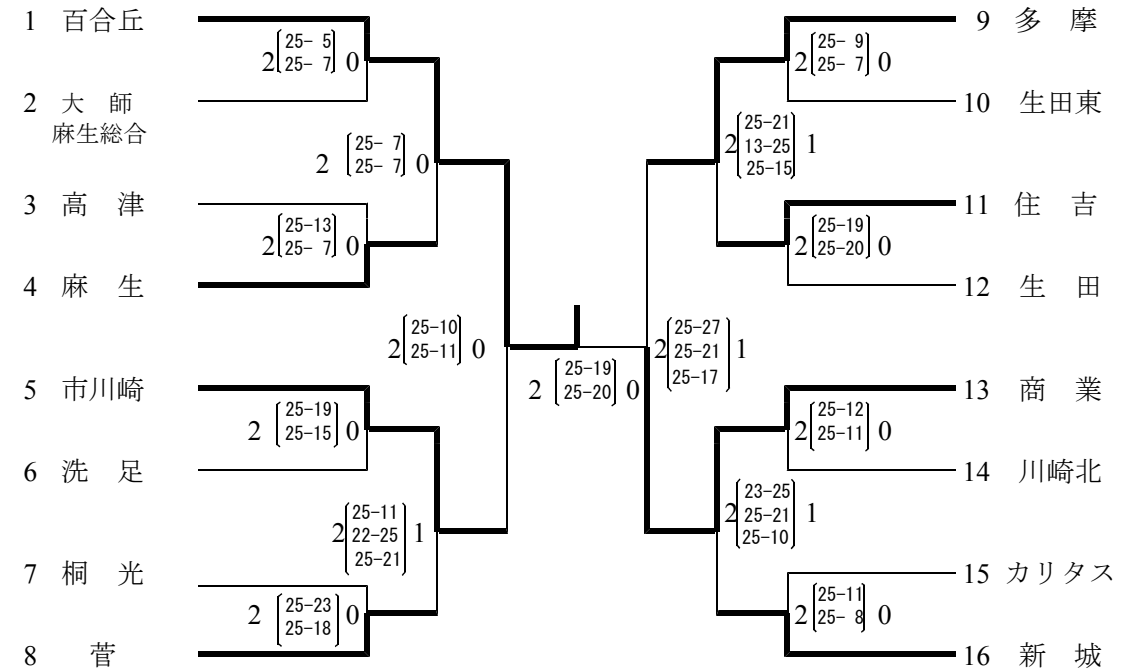 1 百合丘
2[25- 5 0
25- 7]
2 大 師
麻生総合
2 [25- 7 0
25- 7]
3 高 津
2[25-13 0
25- 7]
4 麻 生
2[25-10 0
25-11]
5 市川崎
2 [25-19 0
25-15]
6 洗 足
2[25-11 1
22-25
25-21]
7 桐 光
2 [25-23 0
25-18]
8 菅
2 [25-19 0
25-20]
9 多 摩
2[25- 9 0
25- 7]
10 生田東
2[25-21 1
13-25
25-15]
11 住 吉
2[25-19 0
25-20]
12 生 田
2[25-27 1
25-21
25-17]
13 商 業
2[25-12 0
25-11]
14 川崎北
2[23-25 1
25-21
25-10]
15 カリタス
2[25-11 0
25- 8]
16 新 城